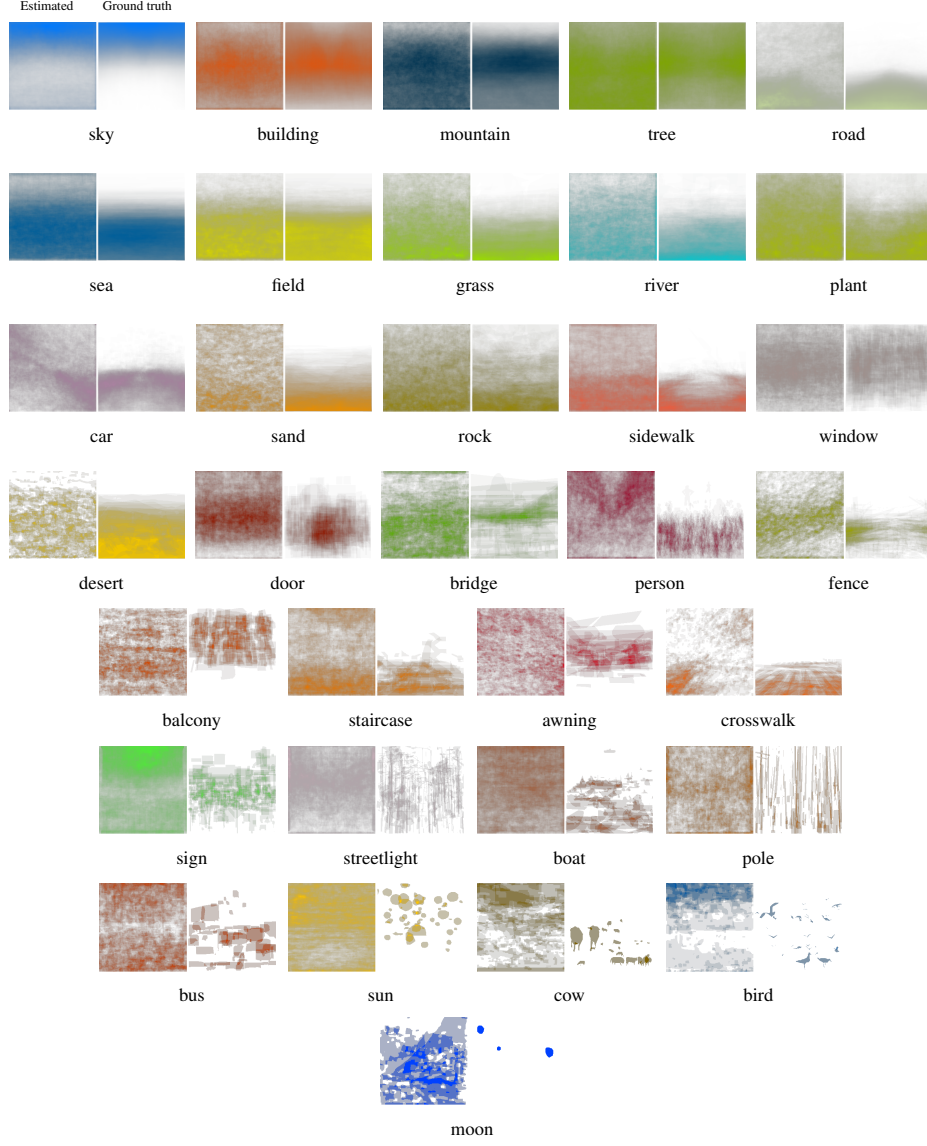 Estimated Ground truth
sky building mountain tree road
sea field grass river plant
car sand rock sidewalk window
desert door bridge person fence
balcony staircase awning crosswalk
sign streetlight boat pole
bus sun cow bird
moon